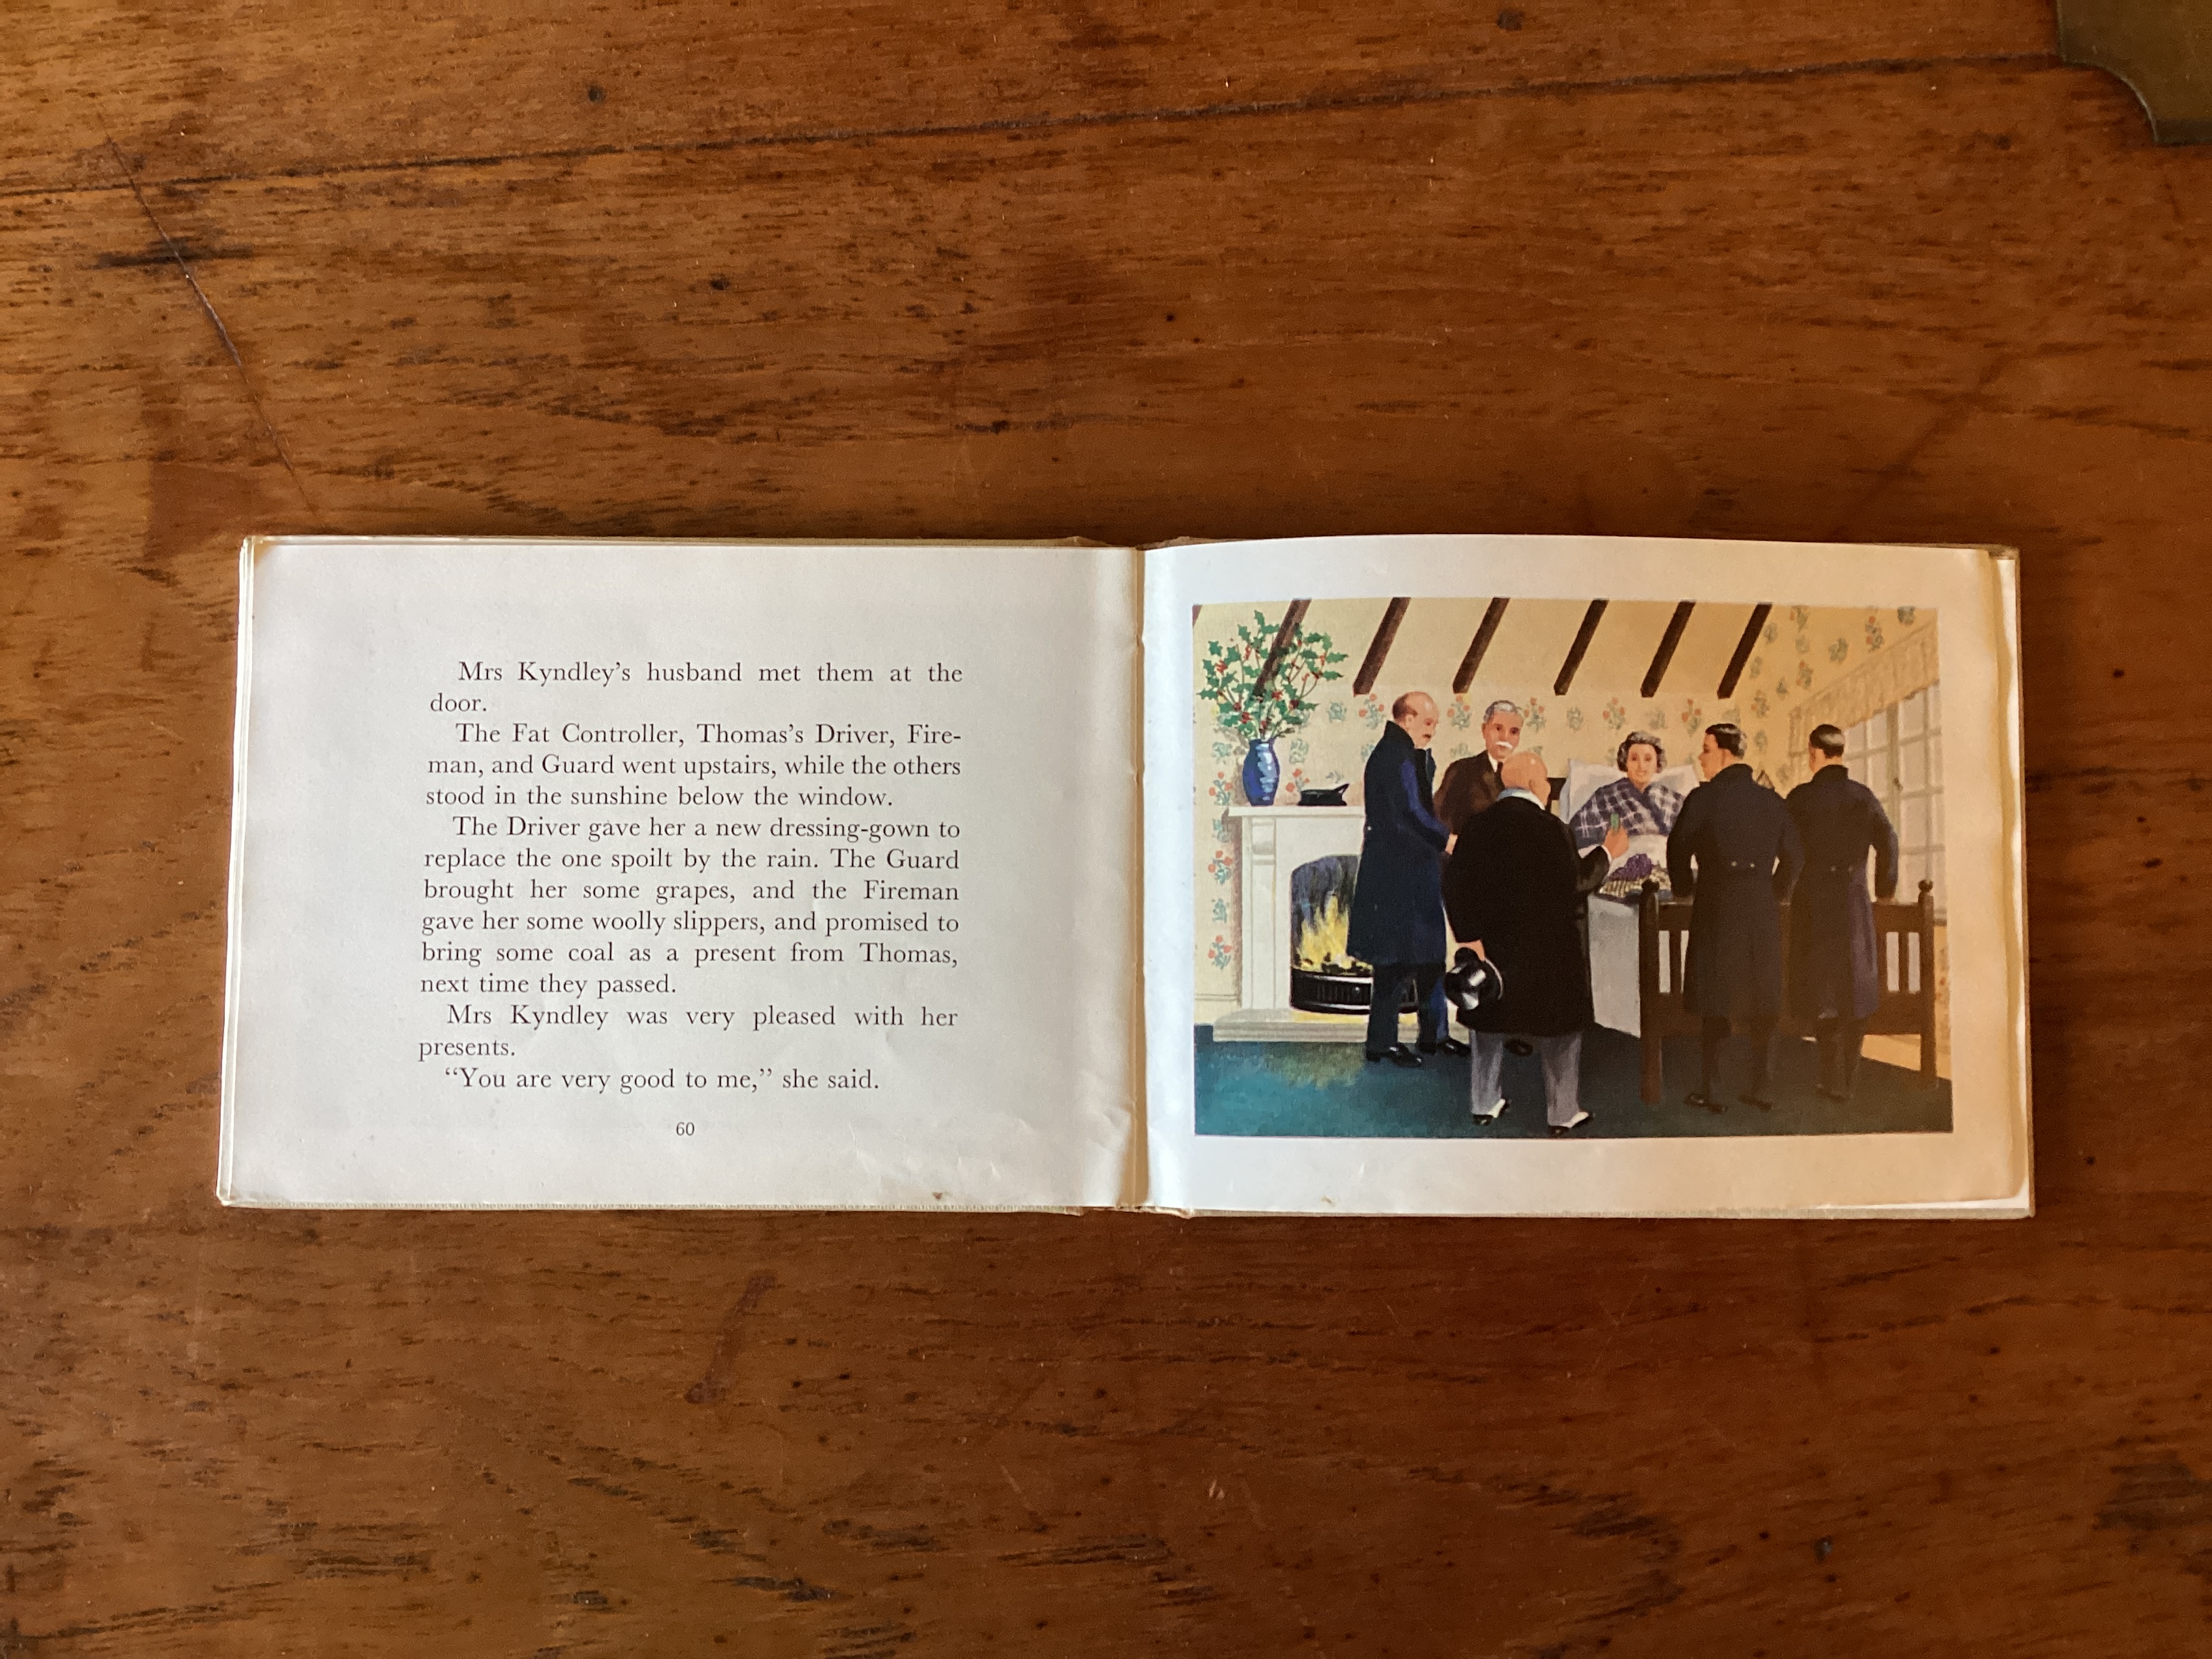 Mrs Kyndley’s husband met them at the
door.
The Fat Controller, Thomas’s Driver, Fire-
man, and Guard went upstairs, while the others
stood in the sunshine below the window.
The Driver gave her a new dressing-gown to
replace the one spoilt by the rain. The Guard
brought her some grapes, and the Fireman
gave her some woolly slippers, and promised to
bring some coal as a present from Thomas,
next time they passed.
Mrs Kyndley was very pleased with her
presents.
“You are very good to me,” she said.
60